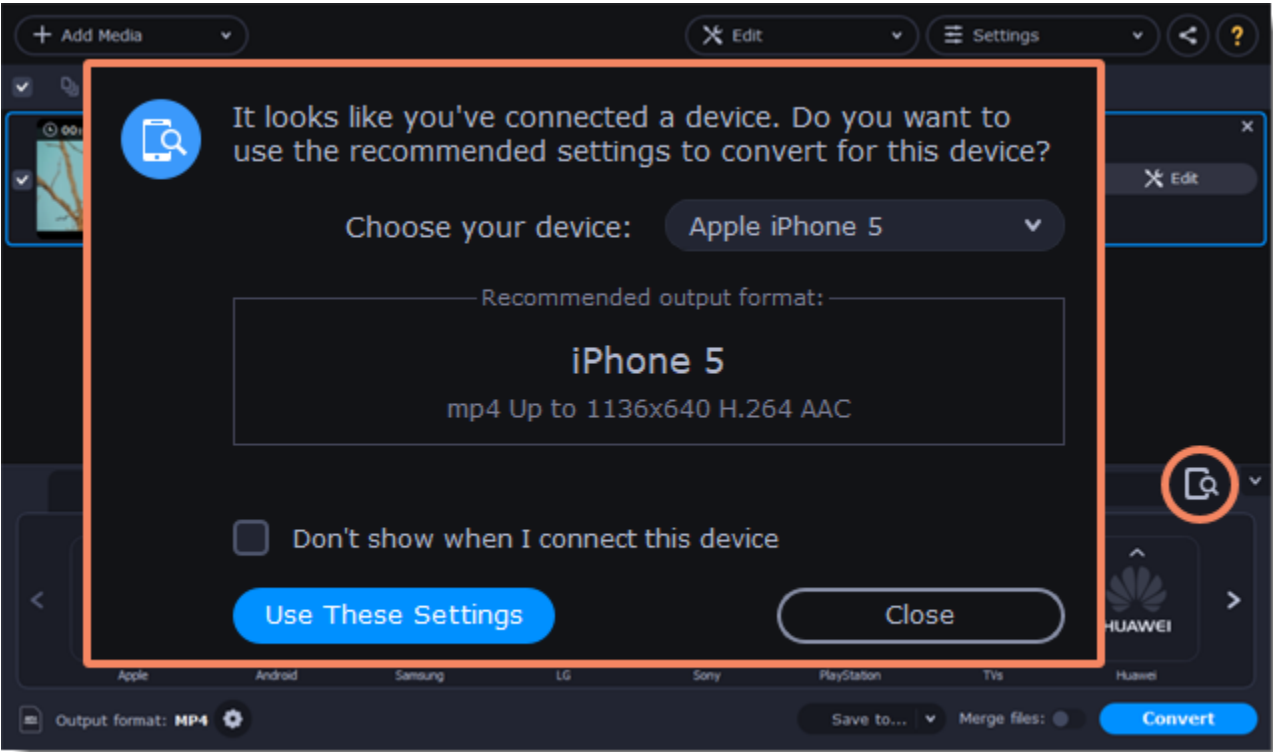 + Add Media
Edit
Settings
?
It looks like you've connected a device. Do you want to
use the recommended settings to convert for this device?
Edit
Choose your device:
Apple iPhone 5
Recommended output format:
iPhone 5
mp4 Up to 1136x640 H.264 AAC
Don't show when I connect this device
Use These Settings
Close
HUAWEI
Apple
Android
Samsung
LG
Sony
PlayStation
TVs
Huawei
Output format: MP4
Save to...
Merge files:
Convert